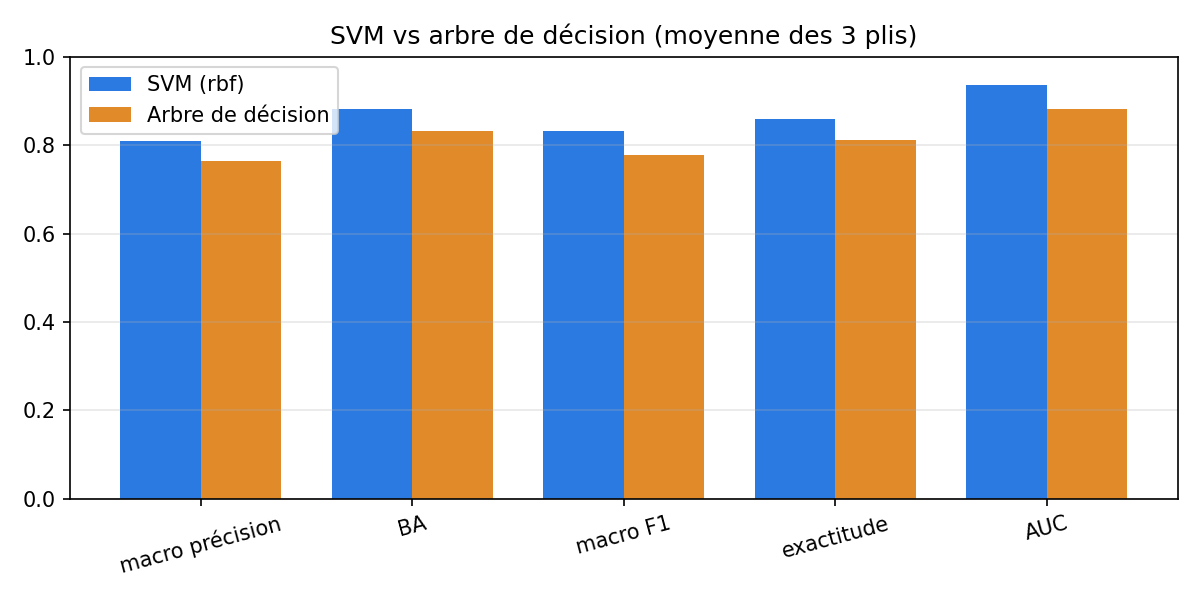 SVM vs arbre de décision (moyenne des 3 plis)
1.0
0.8
0.6
0.4
0.2
0.0
SVM (rbf)
Arbre de décision
macro précision
BA
macro F1
exactitude
AUC